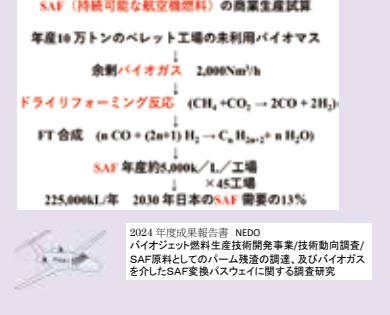 SAF（持続可能な航空機燃料）の商業生産試算
年産10 万トンのペレット工場の未利用バイオマス
↓
余剰バイオガス 2,000Nm³/h
↓
ドライリフォーミング反応 (CH₄ +CO₂ → 2CO + 2H₂)
↓
FT 合成 (n CO + (2n+1) H₂ → CₙH₂ₙ₊₂+ n H₂O)
↓
SAF 年産約5,000k／L／工場
↓ ×45工場
225,000kL/年 2030 年日本のSAF 需要の13%
2024 年度成果報告書 NEDO
バイオジェット燃料生産技術開発事業/技術動向調査/
SAF原料としてのパーム残渣の調達、及びバイオガス
を介したSAF変換パスウェイに関する調査研究